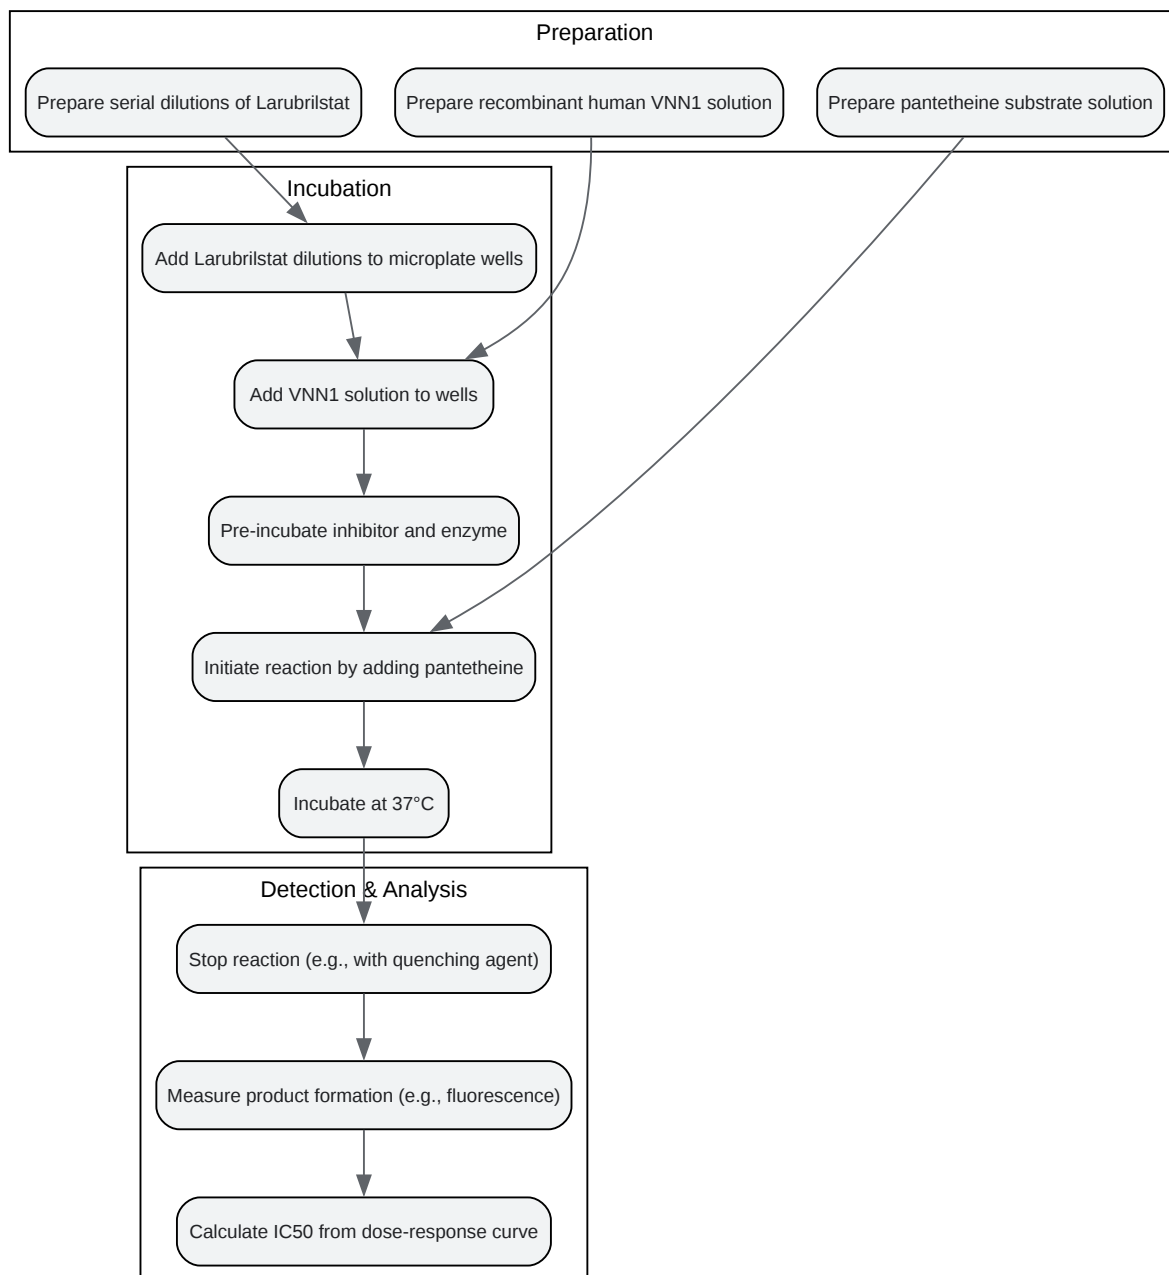 Preparation
Prepare serial dilutions of Larubrilstat
Prepare recombinant human VNN1 solution
Prepare pantetheine substrate solution
Incubation
Add Larubrilstat dilutions to microplate wells
Add VNN1 solution to wells
Pre-incubate inhibitor and enzyme
Initiate reaction by adding pantetheine
Incubate at 37°C
Detection & Analysis
Stop reaction (e.g., with quenching agent)
Measure product formation (e.g., fluorescence)
Calculate IC50 from dose-response curve